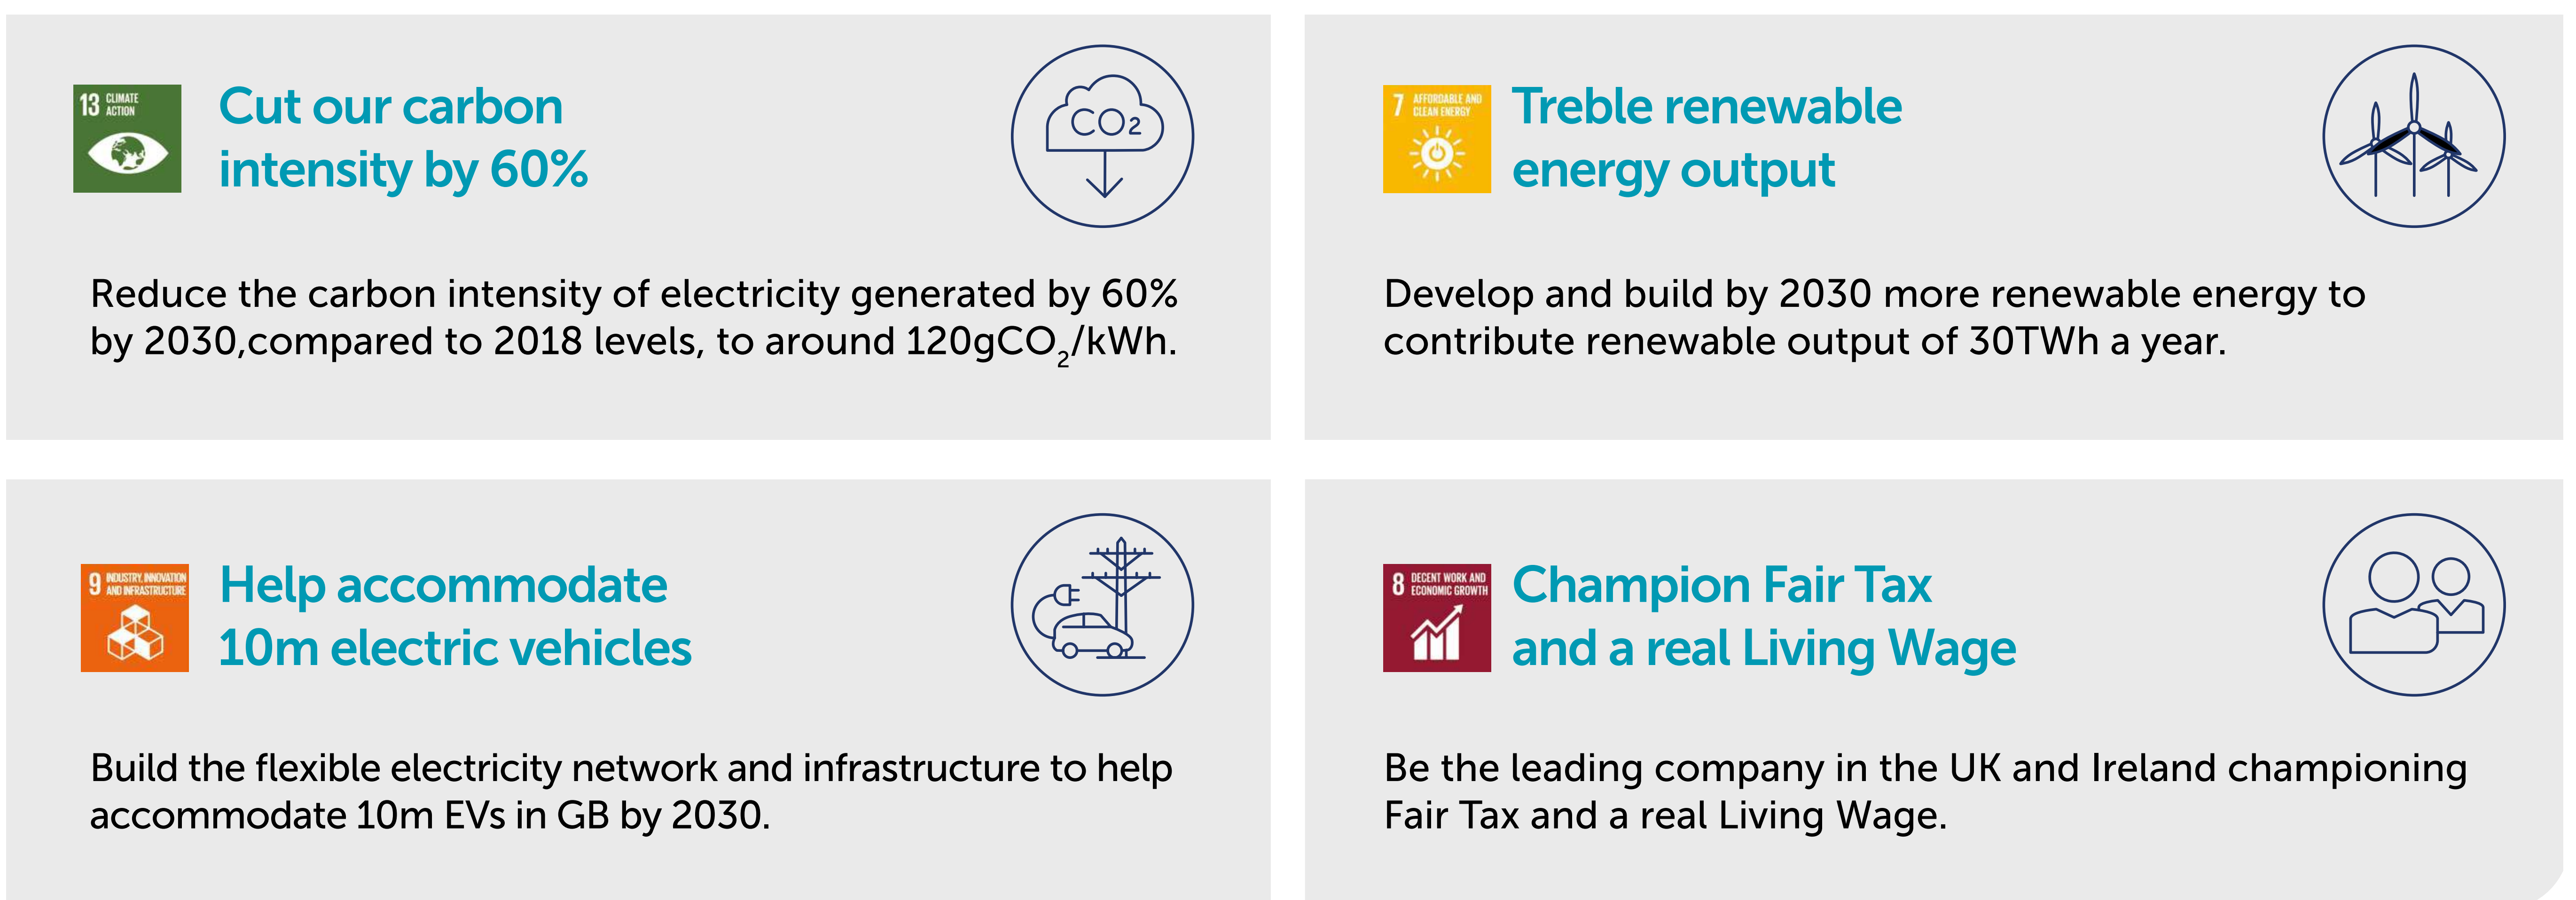 13 CLIMATE
ACTION
Cut our carbon
intensity by 60%
CO2
Reduce the carbon intensity of electricity generated by 60%
by 2030,compared to 2018 levels, to around 120gCO₂/kWh.
7 AFFORDABLE AND
CLEAN ENERGY
Treble renewable
energy output
Develop and build by 2030 more renewable energy to
contribute renewable output of 30TWh a year.
9 INDUSTRY, INNOVATION
AND INFRASTRUCTURE
Help accommodate
10m electric vehicles
Build the flexible electricity network and infrastructure to help
accommodate 10m EVs in GB by 2030.
8 DECENT WORK AND
ECONOMIC GROWTH
Champion Fair Tax
and a real Living Wage
Be the leading company in the UK and Ireland championing
Fair Tax and a real Living Wage.